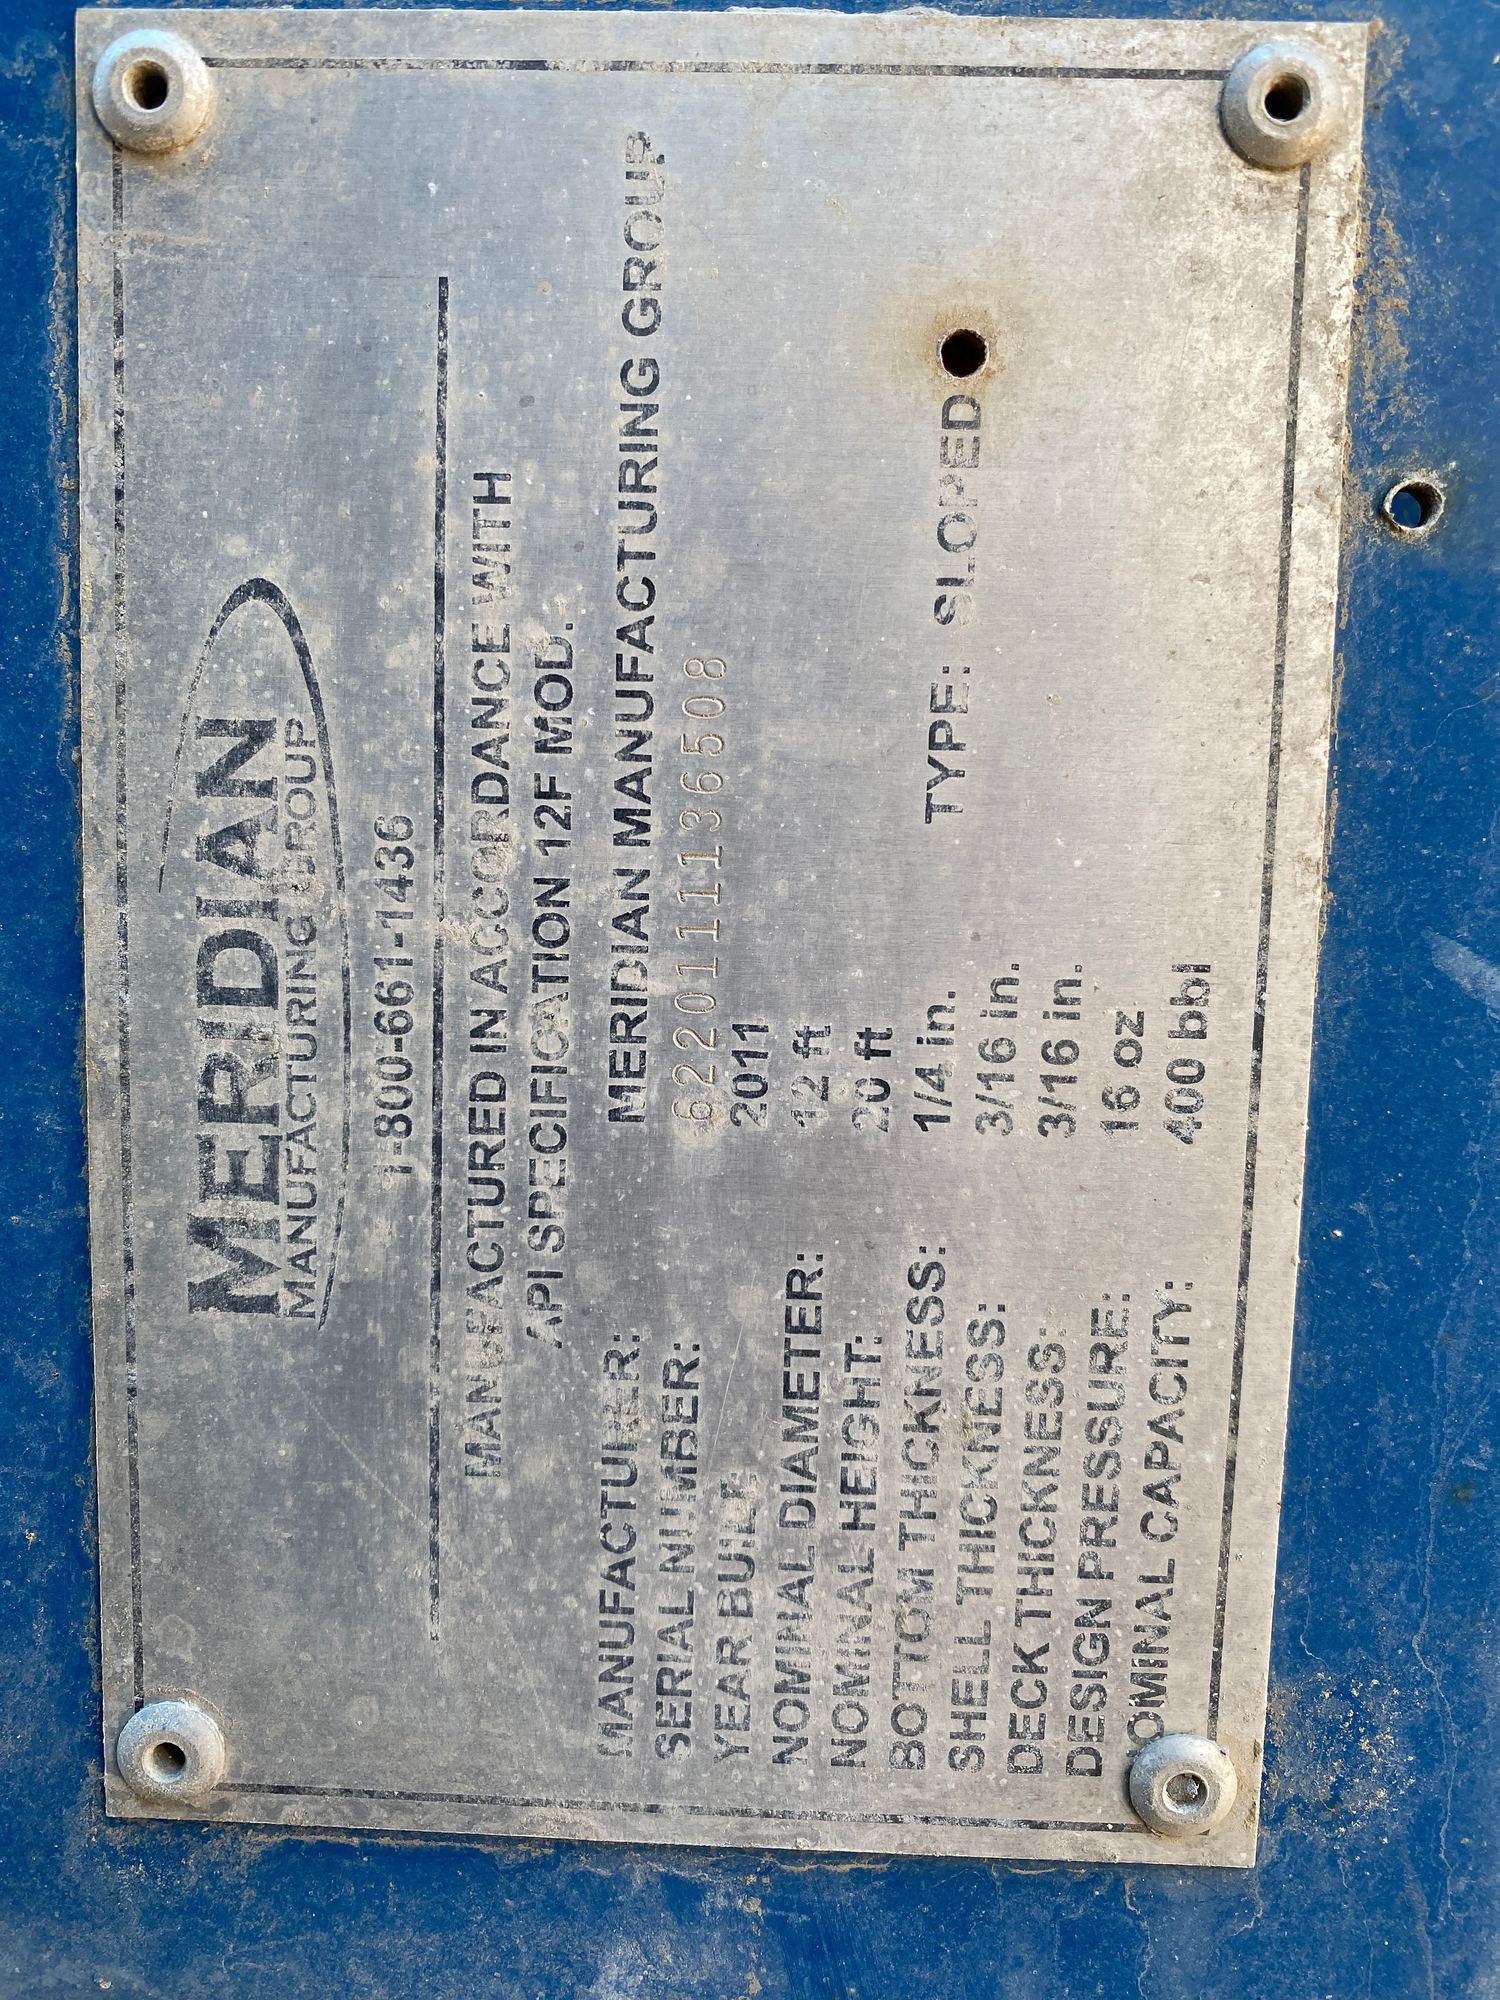 MERIDIAN
MANUFACTURING GROUP
1-800-661-1436
MANUFACTURED IN ACCORDANCE WITH
API SPECIFICATION 12F MOD.
MANUFACTURER: MERIDIAN MANUFACTURING GROUP
SERIAL NUMBER: 6220111136508
YEAR BUILT: 2011
NOMINAL DIAMETER: 12 ft
NOMINAL HEIGHT: 20 ft
BOTTOM THICKNESS: 1/4 in. TYPE: SLOPED
SHELL THICKNESS: 3/16 in.
DECK THICKNESS: 3/16 in.
DESIGN PRESSURE: 16 oz
NOMINAL CAPACITY: 400 bbl